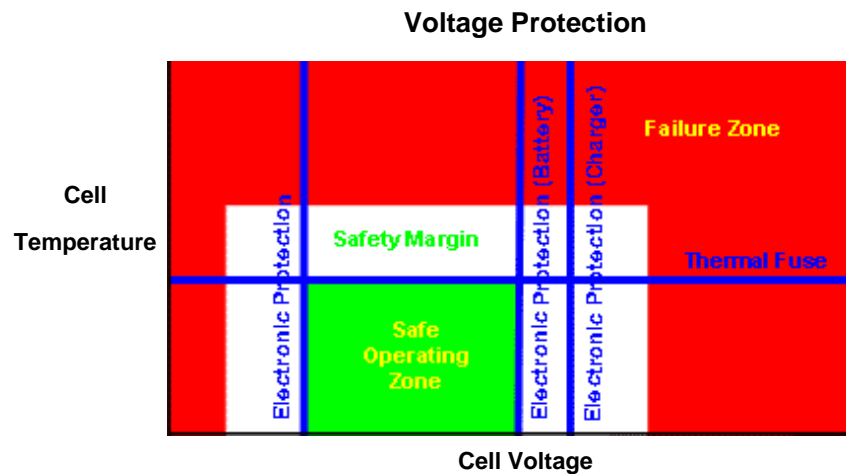 Voltage Protection
Failure Zone
Cell
Temperature
Safety Margin
Thermal Fuse
Electronic Protection
Electronic Protection (Battery)
Electronic Protection (Charger)
Safe
Operating
Zone
Cell Voltage